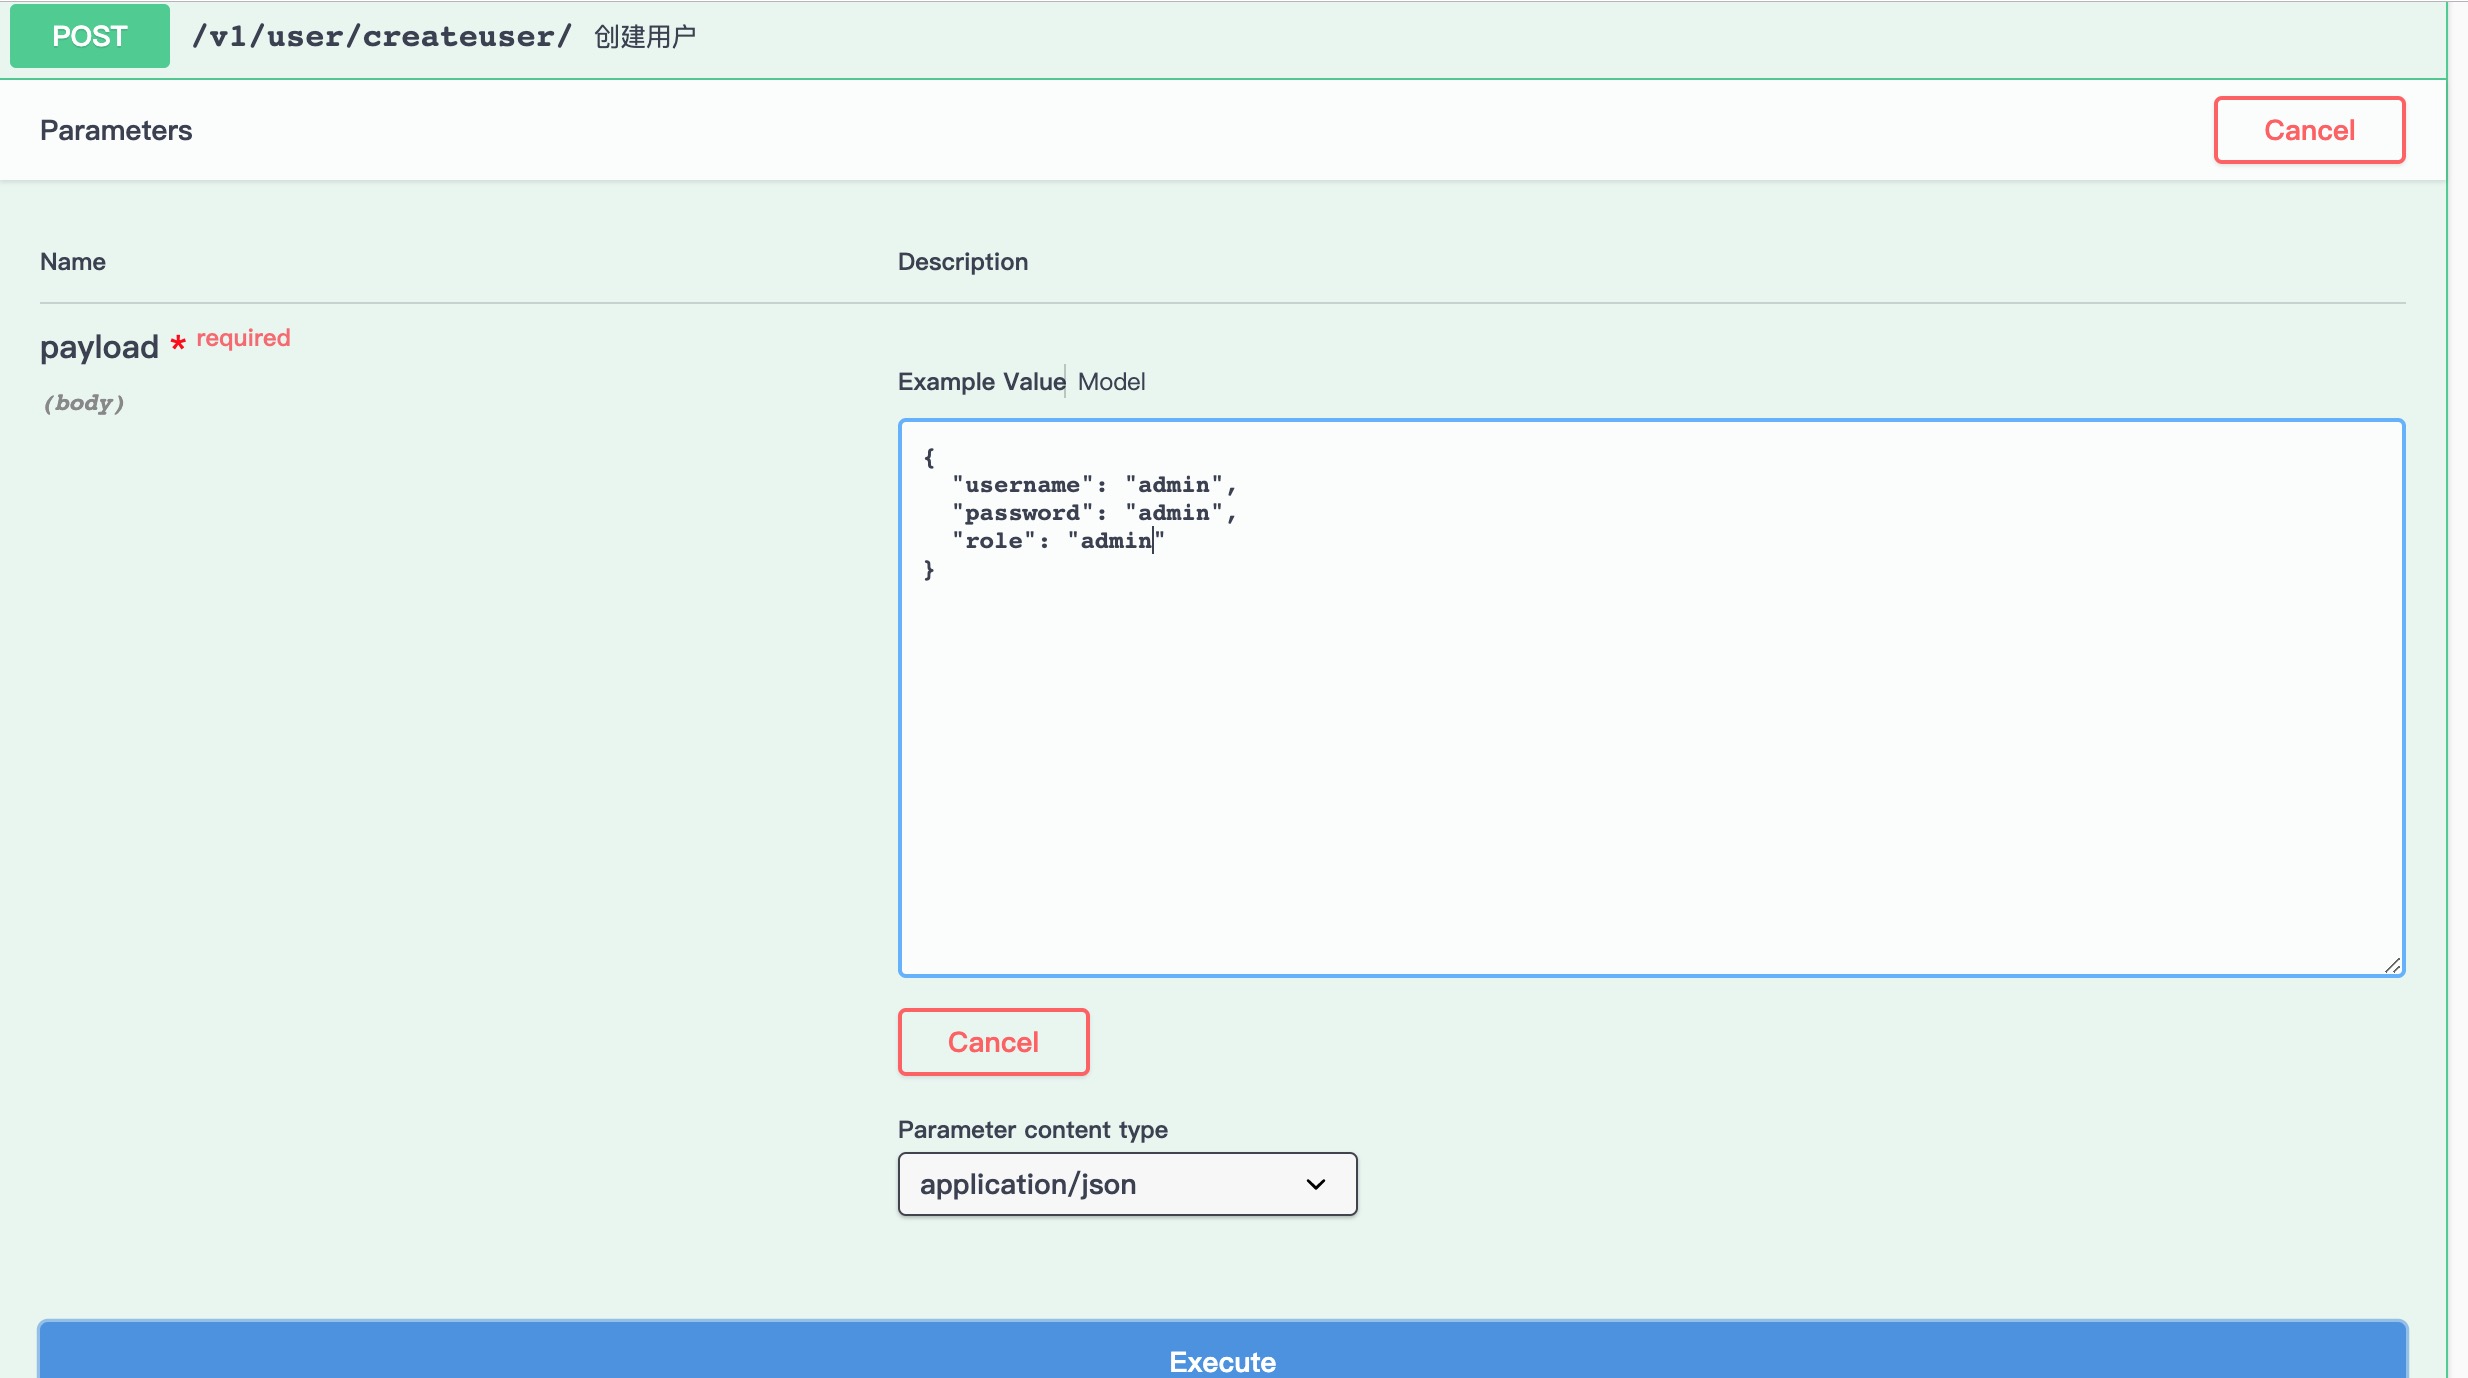 POST /v1/user/createuser/ 创建用户
Parameters
Cancel
Name Description
payload * required
(body)
Example Value Model
{
  "username": "admin",
  "password": "admin",
  "role": "admin"
}
Cancel
Parameter content type
application/json
Execute